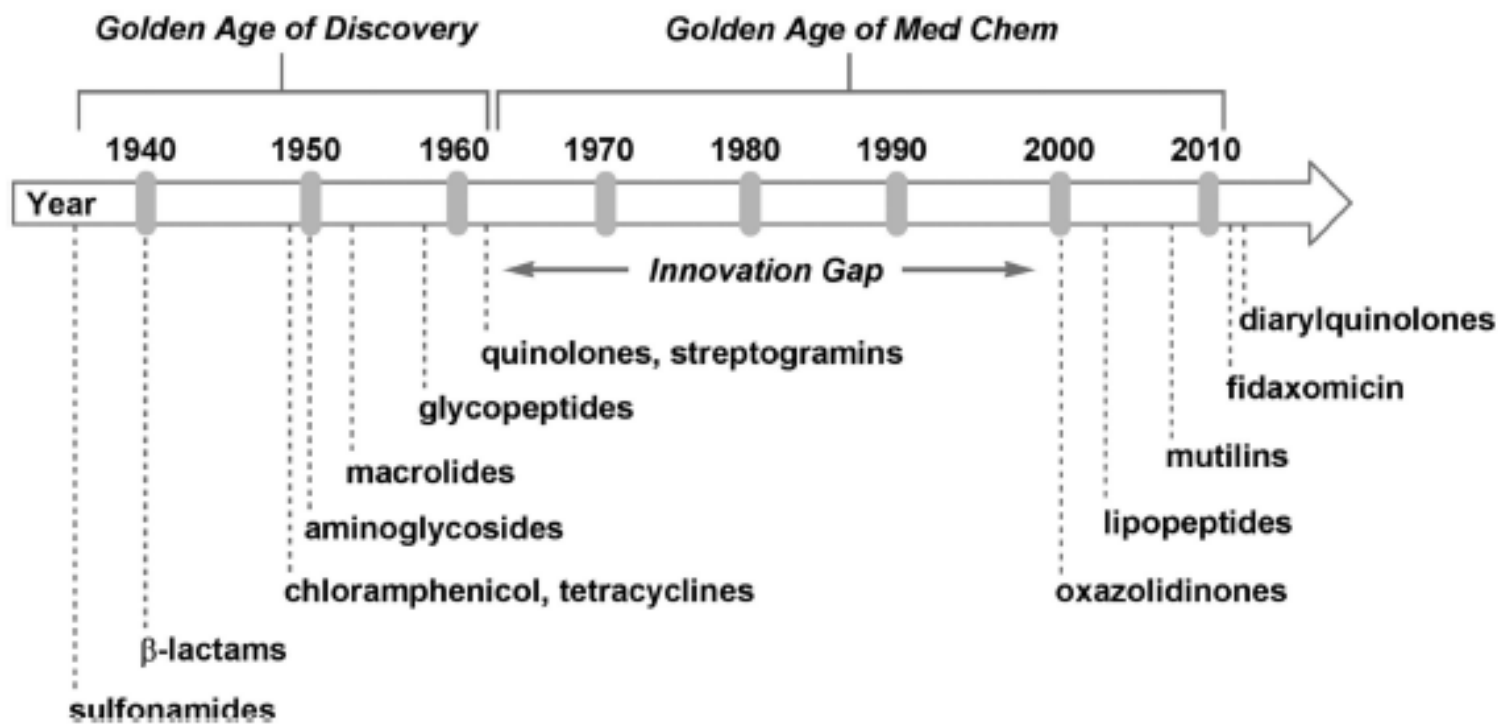 Golden Age of Discovery
Golden Age of Med Chem
1940 1950 1960 1970 1980 1990 2000 2010
Year
Innovation Gap
diarylquinolones
quinolones, streptogramins
fidaxomicin
glycopeptides
mutilins
macrolides
lipopeptides
aminoglycosides
chloramphenicol, tetracyclines
oxazolidinones
β-lactams
sulfonamides